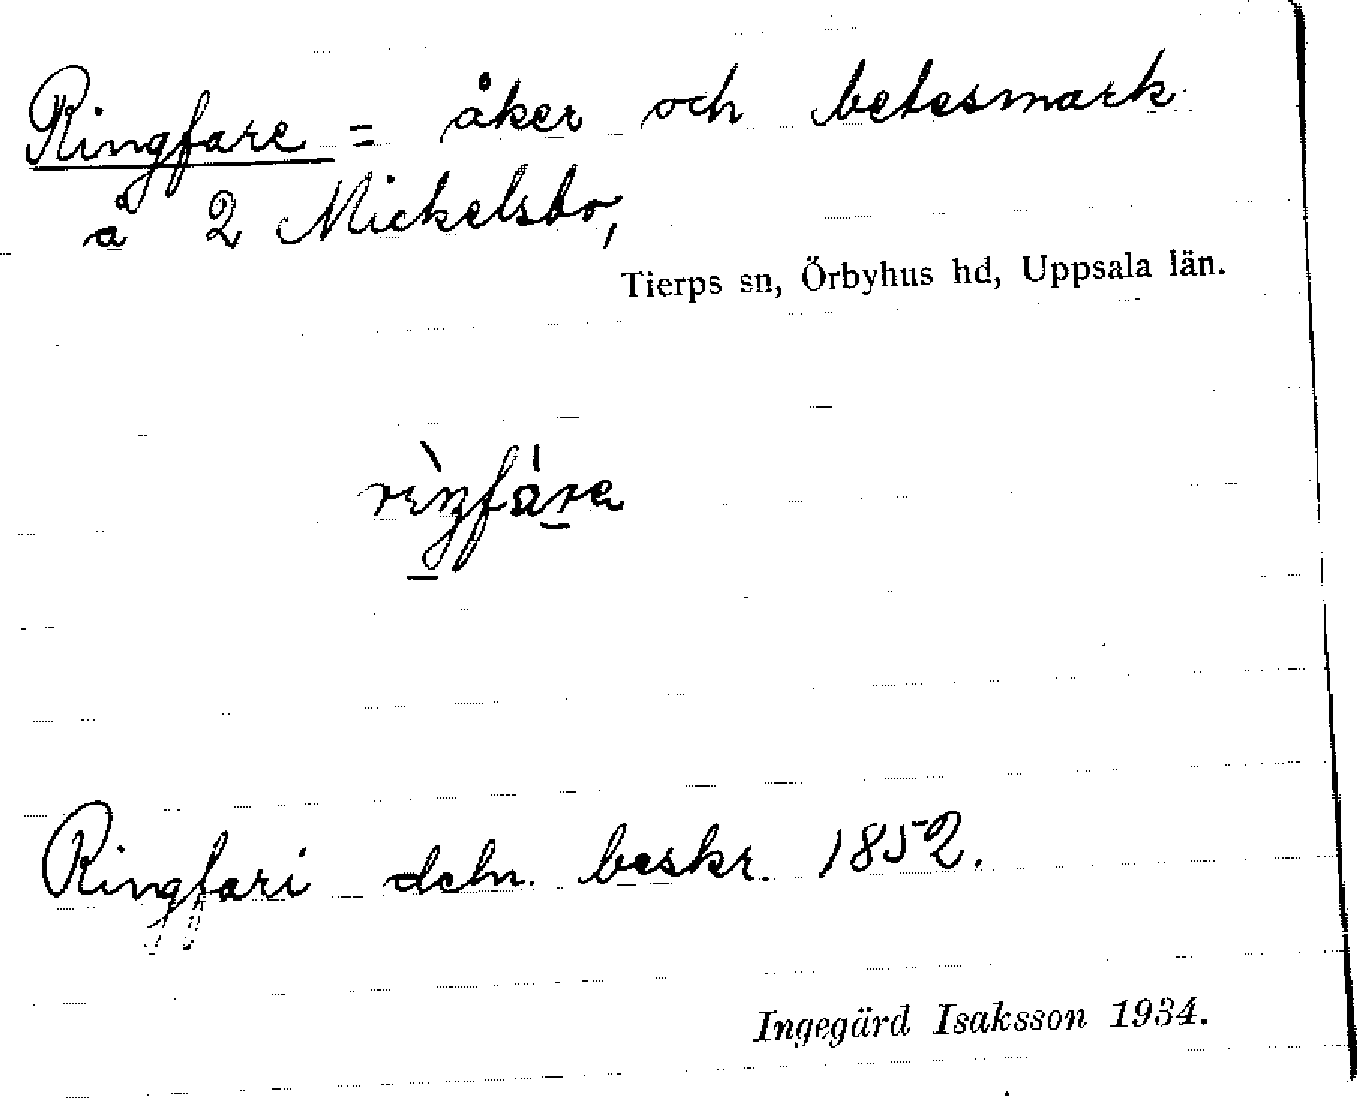 Ringfare = åker och betesmark
å 2 Mickelsbo,
Tierps sn, Örbyhus hd, Uppsala län.
Ringfari deln. beskr. 1852.
Ingegärd Isaksson 1934.